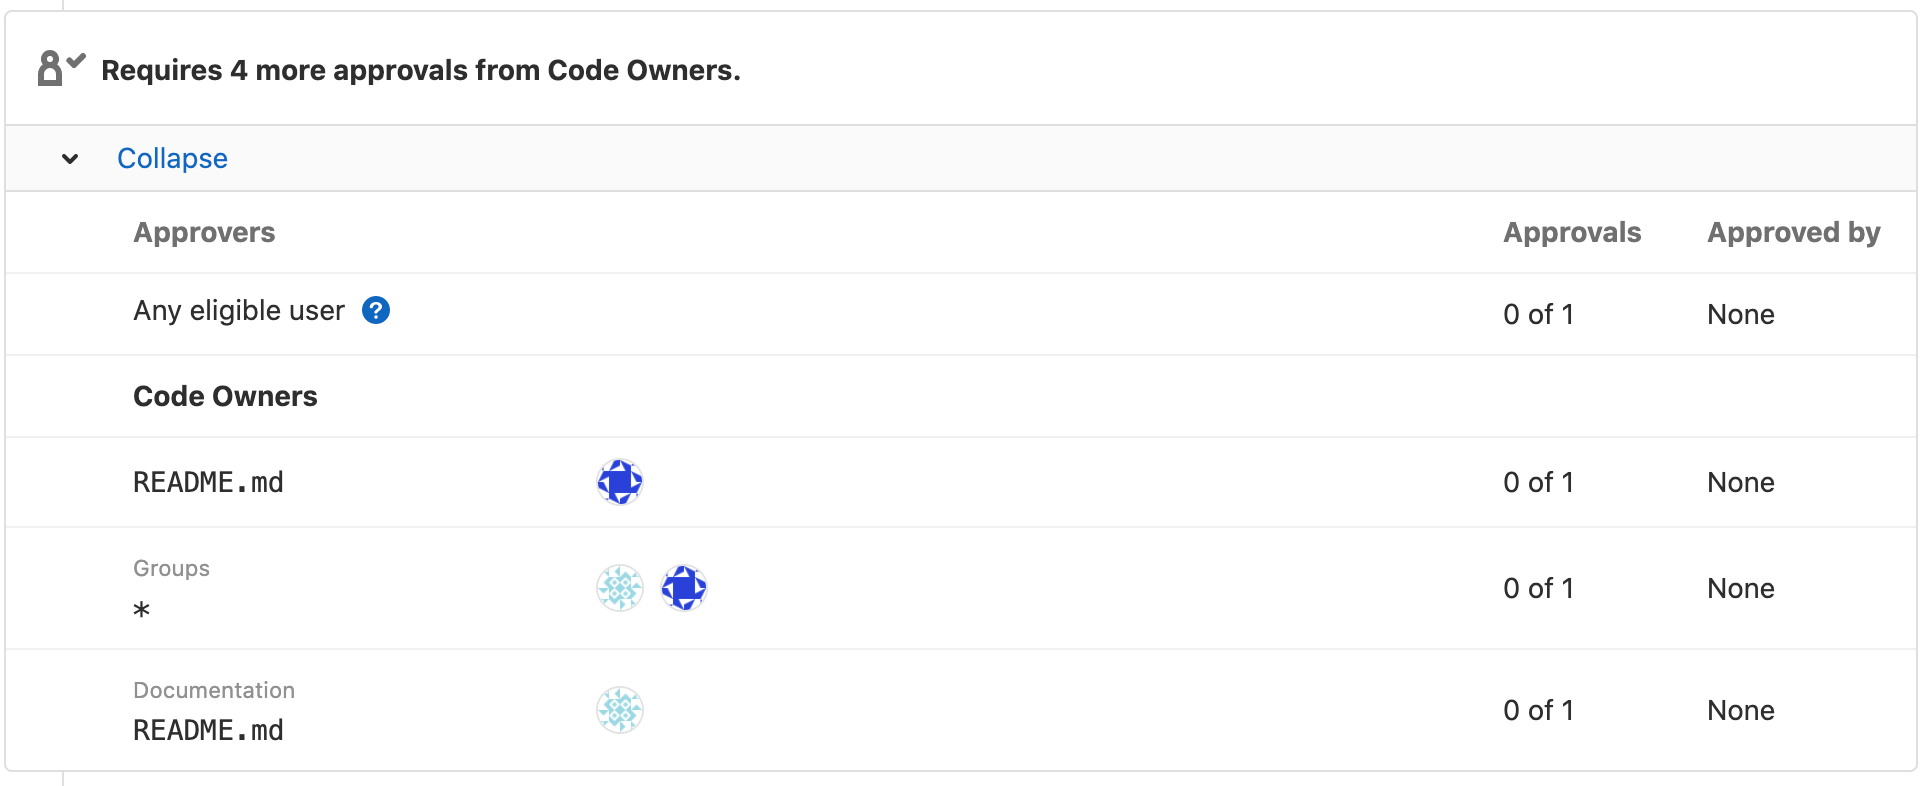 Requires 4 more approvals from Code Owners.
Collapse
Approvers Approvals Approved by
Any eligible user ? 0 of 1 None
Code Owners
README.md 0 of 1 None
Groups
* 0 of 1 None
Documentation
README.md 0 of 1 None